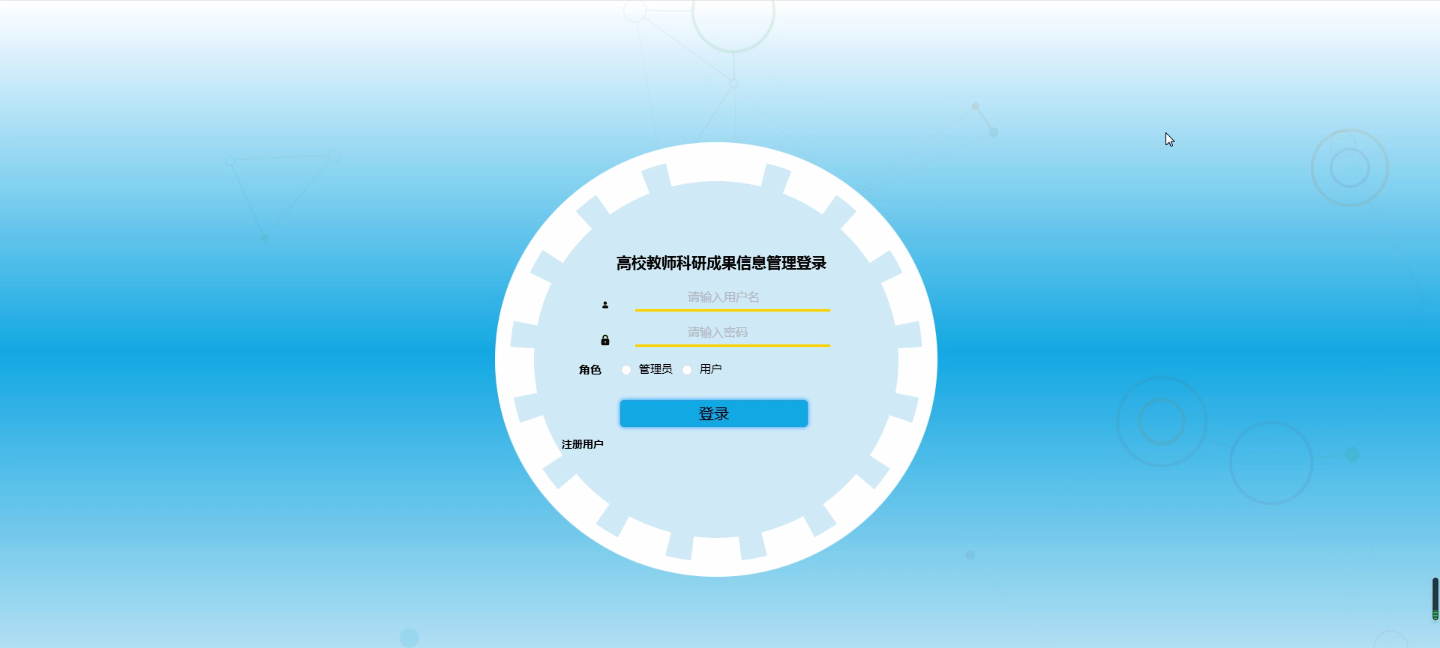 高校教师科研成果信息管理登录
请输入用户名
请输入密码
角色 管理员 用户
登录
注册用户